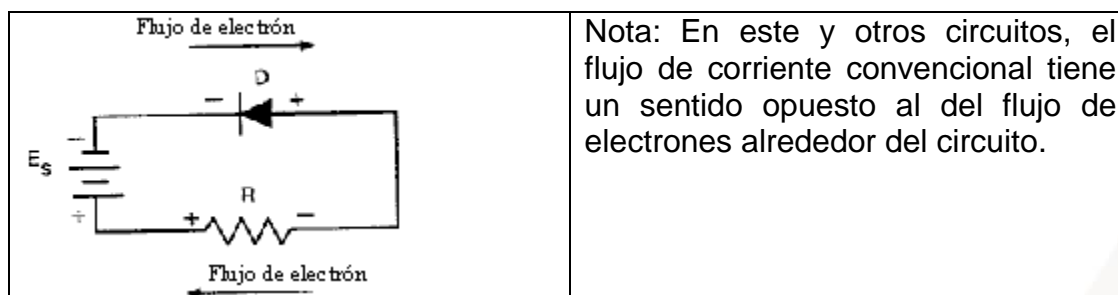 Flujo de electrón
D
− +
−
E_S
+
R
+ −
Flujo de electrón
Nota: En este y otros circuitos, el
flujo de corriente convencional tiene
un sentido opuesto al del flujo de
electrones alrededor del circuito.